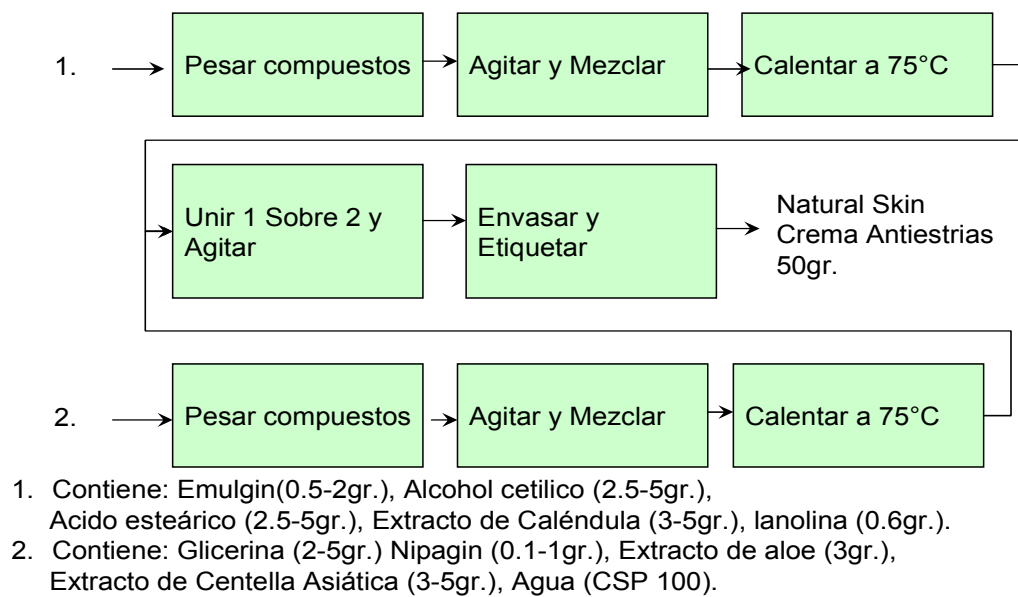 1.
Pesar compuestos
Agitar y Mezclar
Calentar a 75°C
Unir 1 Sobre 2 y
Agitar
Envasar y
Etiquetar
Natural Skin
Crema Antiestrias
50gr.
2.
Pesar compuestos
Agitar y Mezclar
Calentar a 75°C
1. Contiene: Emulgin(0.5-2gr.), Alcohol cetilico (2.5-5gr.),
Acido esteárico (2.5-5gr.), Extracto de Caléndula (3-5gr.), lanolina (0.6gr.).
2. Contiene: Glicerina (2-5gr.) Nipagin (0.1-1gr.), Extracto de aloe (3gr.),
Extracto de Centella Asiática (3-5gr.), Agua (CSP 100).